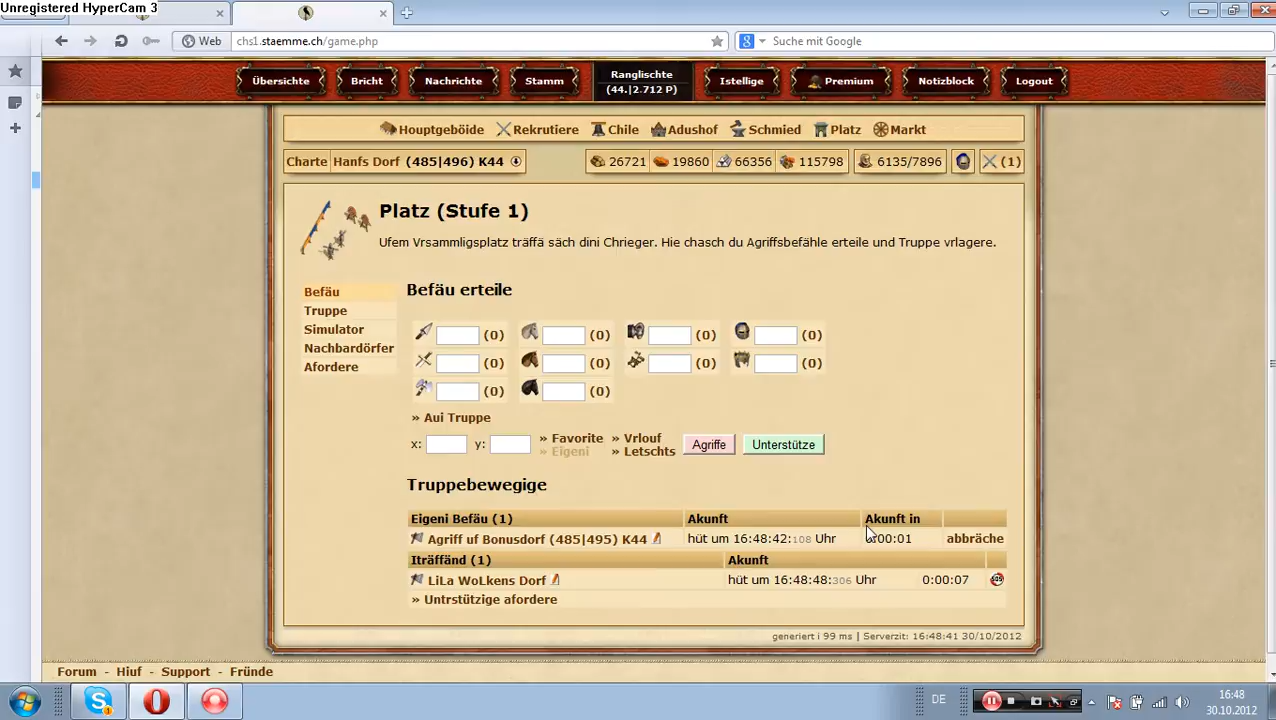 Unregistered HyperCam 3
Web chs1.staemme.ch/game.php Suche mit Google
Übersichte Bricht Nachrichte Stamm Ranglischte Istellige Premium Notizblock Logout
(44.|2.712 P)
Houptgeböide Rekrutiere Chile Adushof Schmied Platz Markt
Charte Hanfs Dorf (485|496) K44 26721 19860 66356 115798 6135/7896 (1)
Platz (Stufe 1)
Ufem Vrsammligsplatz träffä säch dini Chrieger. Hie chasch du Agriffsbefähle erteile und Truppe vrlagere.
Befäu
Truppe
Simulator
Nachbardörfer
Afordere
Befäu erteile
(0) (0) (0) (0)
(0) (0) (0) (0)
(0) (0)
» Aui Truppe
x: y: » Favorite » Vrlouf Agriffe Unterstütze
» Eigeni » Letschts
Truppebewegige
Eigeni Befäu (1) Akunft Akunft in
Agriff uf Bonusdorf (485|495) K44 hüt um 16:48:42:108 Uhr 0:00:01 abbräche
Iträffänd (1) Akunft
LiLa WoLkens Dorf hüt um 16:48:48:306 Uhr 0:00:07
» Untrstützige afordere
generiert i 99 ms | Serverzit: 16:48:41 30/10/2012
Forum - Hiuf - Support - Fründe
DE 16:48
30.10.2012